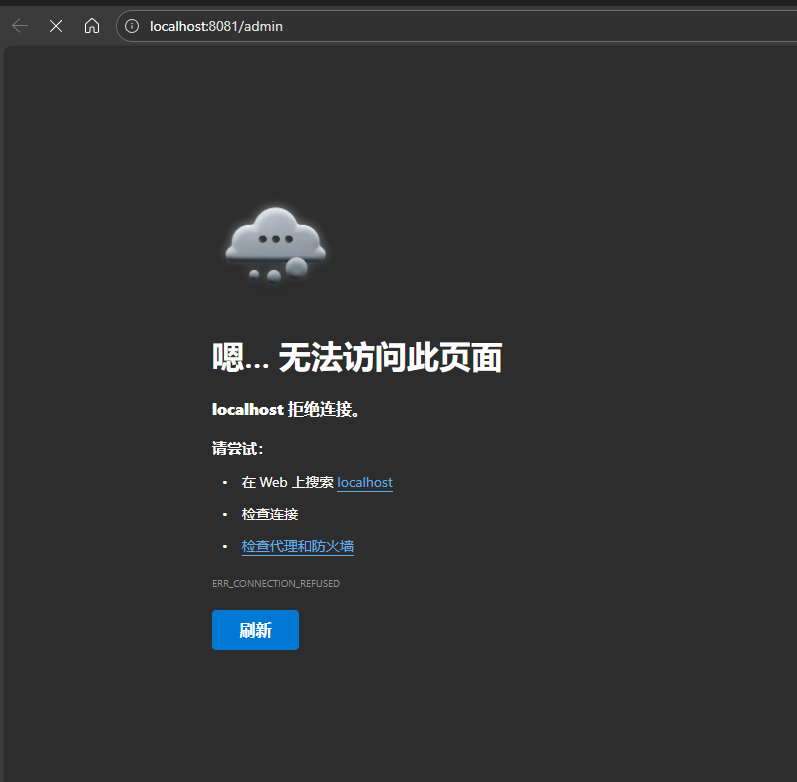 localhost:8081/admin
嗯… 无法访问此页面
localhost 拒绝连接。
请尝试:
• 在 Web 上搜索 localhost
• 检查连接
• 检查代理和防火墙
ERR_CONNECTION_REFUSED
刷新